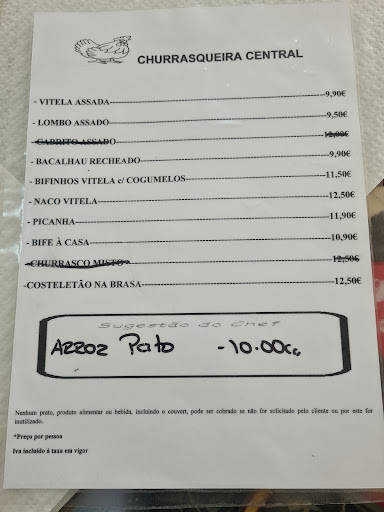 CHURRASQUEIRA CENTRAL
- VITELA ASSADA---9,90€
- LOMBO ASSADO---9,50€
- CABRITO ASSADO---12,00€
- BACALHAU RECHEADO---9,90€
- BIFINHOS VITELA c/ COGUMELOS---11,50€
- NACO VITELA---12,50€
- PICANHA---11,90€
- BIFE À CASA---10,90€
-CHURRASCO MISTO---12,50€
-COSTELETÃO NA BRASA---12,50€
Sugestão do Chef
ARROZ Pato - 10.00
Nenhum prato, produto alimentar ou bebida, incluindo o couvert, pode ser cobrado se não for solicitado pelo cliente ou por este for
inutilizado.
*Preço por pessoa
Iva incluído á taxa em vigor